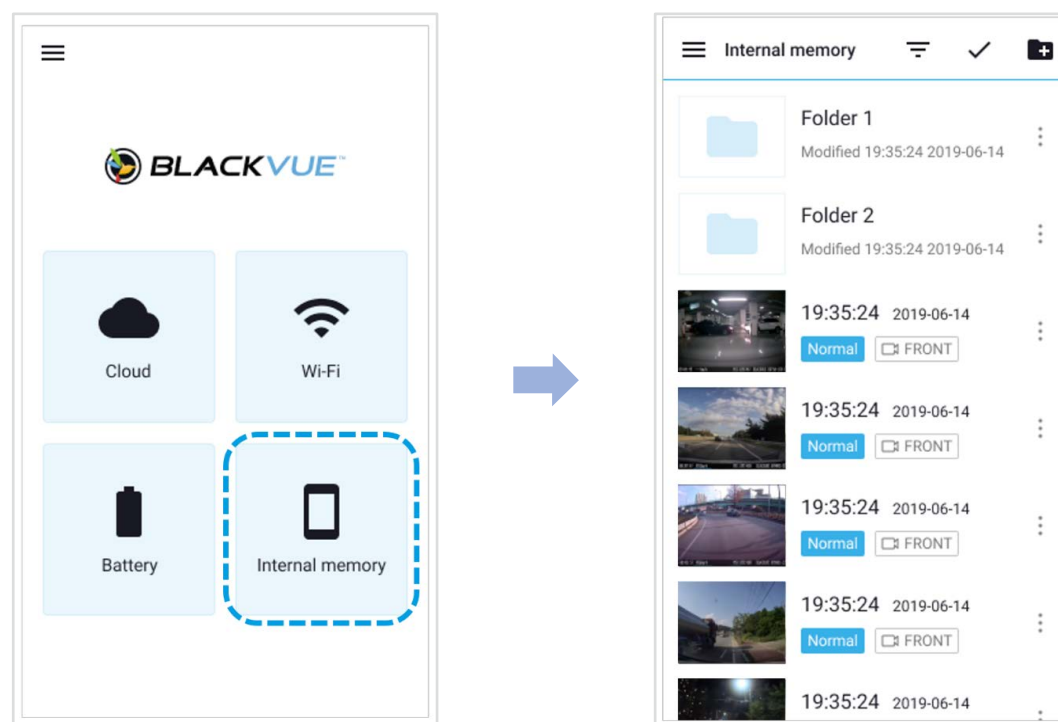 BLACKVUE™
Cloud
Wi-Fi
Battery
Internal memory
Internal memory
Folder 1
Modified 19:35:24 2019-06-14
Folder 2
Modified 19:35:24 2019-06-14
19:35:24 2019-06-14
Normal FRONT
19:35:24 2019-06-14
Normal FRONT
19:35:24 2019-06-14
Normal FRONT
19:35:24 2019-06-14
Normal FRONT
19:35:24 2019-06-14